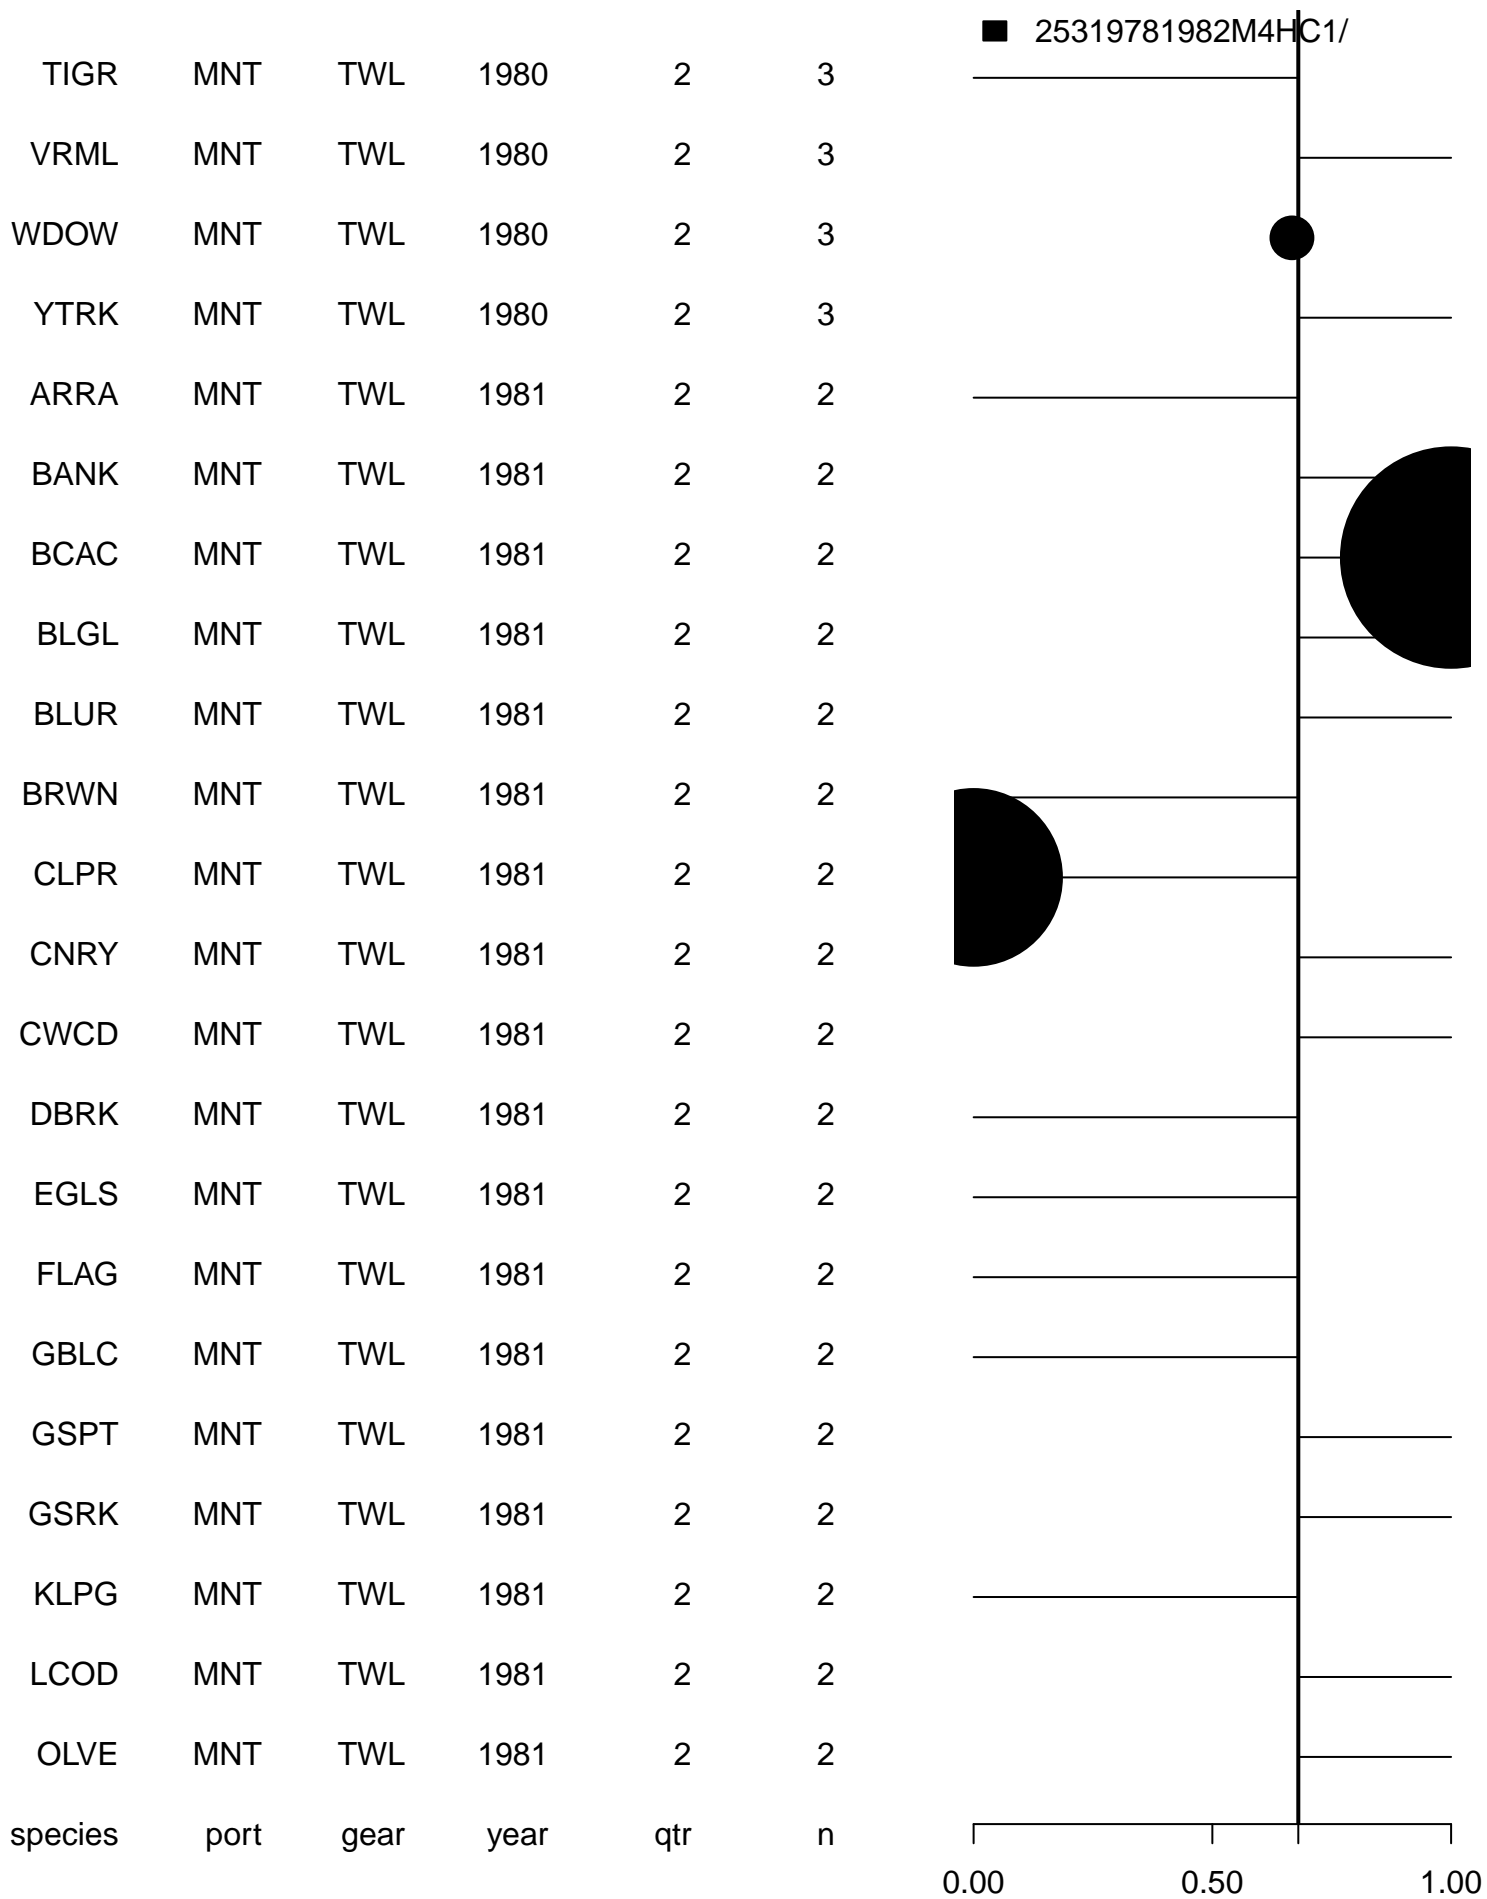 25319781982M4HC1/
TIGR MNT TWL 1980 2 3
VRML MNT TWL 1980 2 3
WDOW MNT TWL 1980 2 3
YTRK MNT TWL 1980 2 3
ARRA MNT TWL 1981 2 2
BANK MNT TWL 1981 2 2
BCAC MNT TWL 1981 2 2
BLGL MNT TWL 1981 2 2
BLUR MNT TWL 1981 2 2
BRWN MNT TWL 1981 2 2
CLPR MNT TWL 1981 2 2
CNRY MNT TWL 1981 2 2
CWCD MNT TWL 1981 2 2
DBRK MNT TWL 1981 2 2
EGLS MNT TWL 1981 2 2
FLAG MNT TWL 1981 2 2
GBLC MNT TWL 1981 2 2
GSPT MNT TWL 1981 2 2
GSRK MNT TWL 1981 2 2
KLPG MNT TWL 1981 2 2
LCOD MNT TWL 1981 2 2
OLVE MNT TWL 1981 2 2
species port gear year qtr n
0.00 0.50 1.00